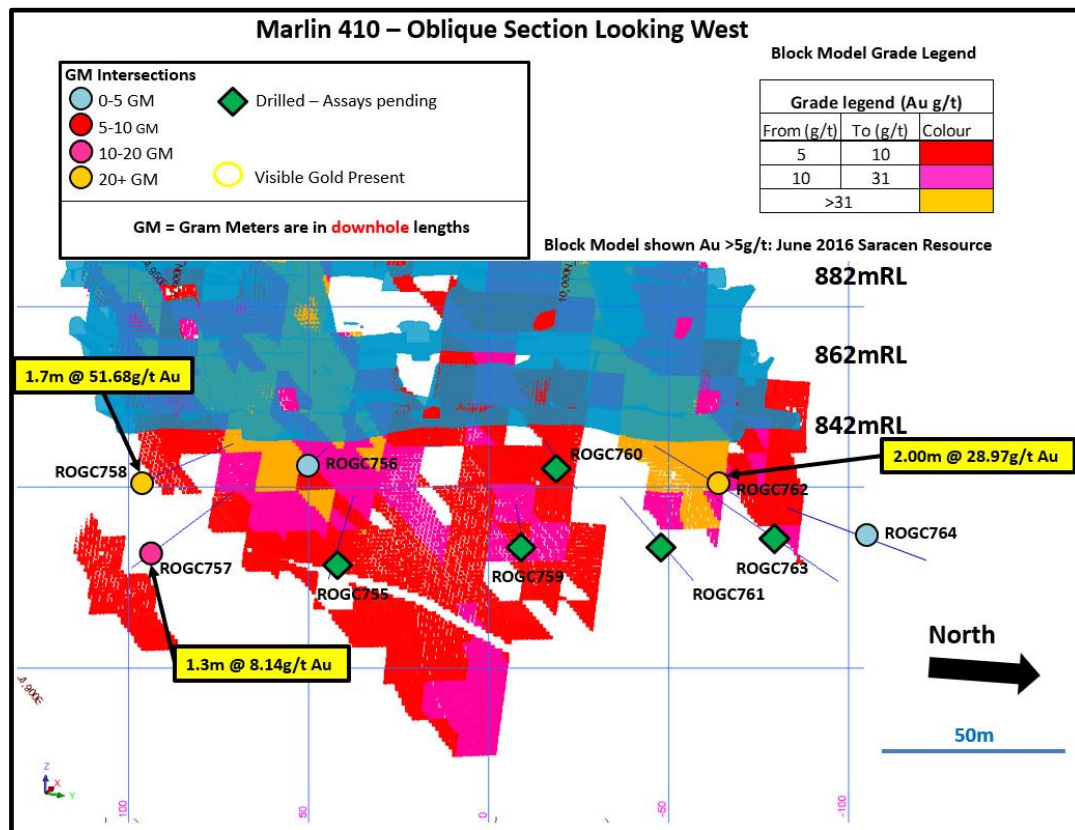 Marlin 410 – Oblique Section Looking West
GM Intersections
0-5 GM
5-10 GM
10-20 GM
20+ GM
Drilled – Assays pending
Visible Gold Present
GM = Gram Meters are in downhole lengths
Block Model Grade Legend
Grade legend (Au g/t)
From (g/t) To (g/t) Colour
5 10
10 31
>31
Block Model shown Au >5g/t: June 2016 Saracen Resource
882mRL
862mRL
842mRL
1.7m @ 51.68g/t Au
ROGC758
ROGC756
ROGC760
2.00m @ 28.97g/t Au
ROGC762
ROGC764
ROGC757
ROGC755
ROGC759
ROGC761
ROGC763
1.3m @ 8.14g/t Au
North
50m
Z
X
Y
100
50
0
-50
-100